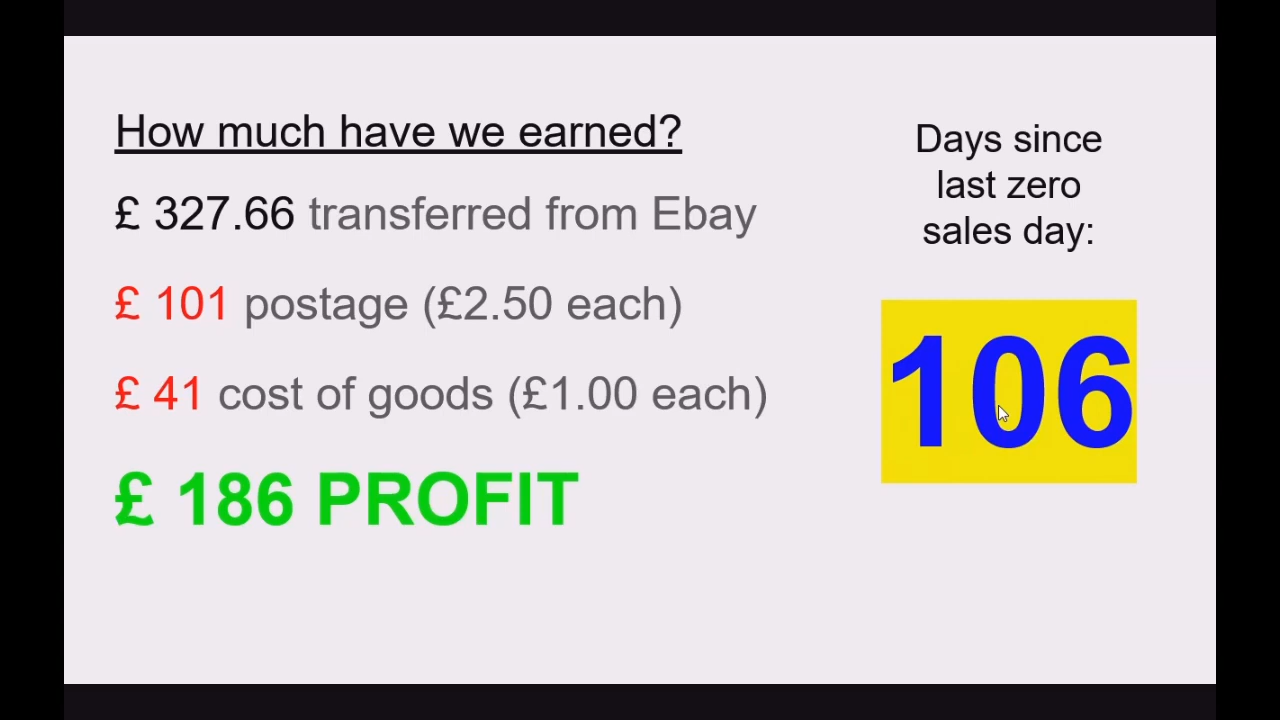 How much have we earned?
£ 327.66 transferred from Ebay
£ 101 postage (£2.50 each)
£ 41 cost of goods (£1.00 each)
£ 186 PROFIT
Days since
last zero
sales day:
106